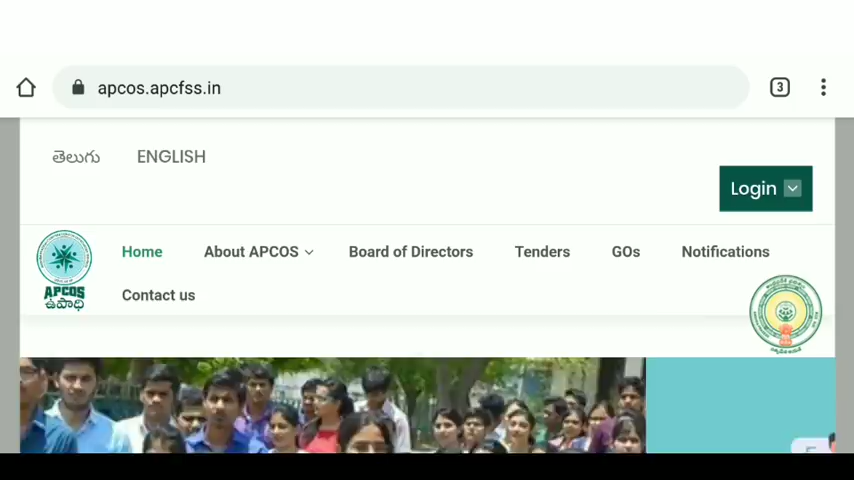 apcos.apcfss.in
3
తెలుగు ENGLISH
Login
Home About APCOS Board of Directors Tenders GOs Notifications
APCOS
ఉపాధి
Contact us